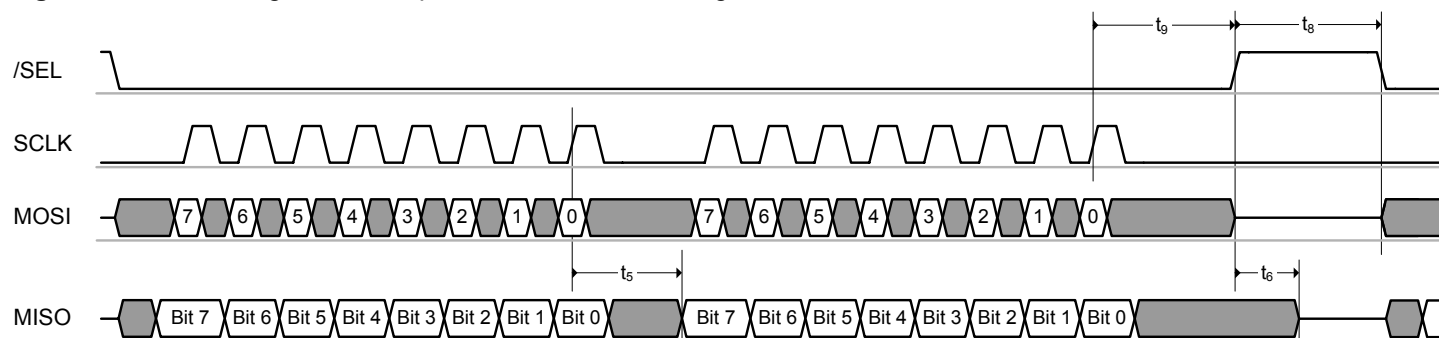 t₉ t₈
/SEL
SCLK
MOSI 7 6 5 4 3 2 1 0 7 6 5 4 3 2 1 0
t₅ t₆
MISO Bit 7 Bit 6 Bit 5 Bit 4 Bit 3 Bit 2 Bit 1 Bit 0 Bit 7 Bit 6 Bit 5 Bit 4 Bit 3 Bit 2 Bit 1 Bit 0